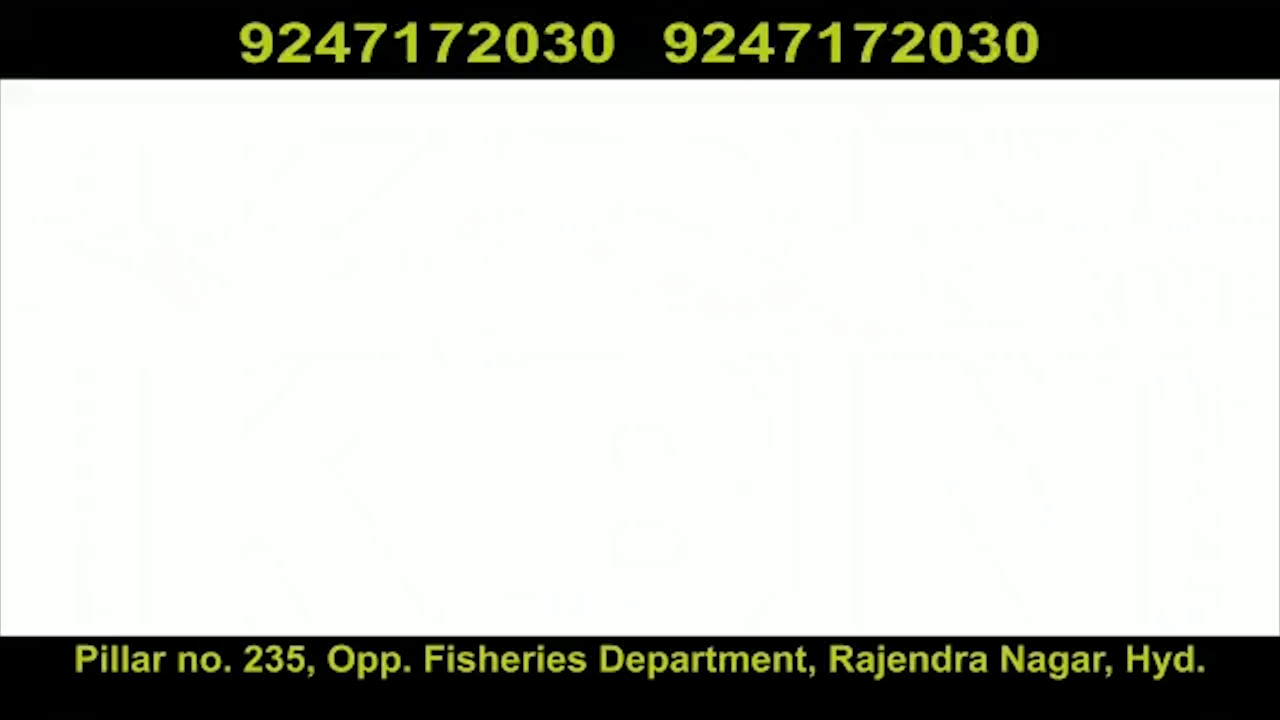 9247172030 9247172030
Pillar no. 235, Opp. Fisheries Department, Rajendra Nagar, Hyd.